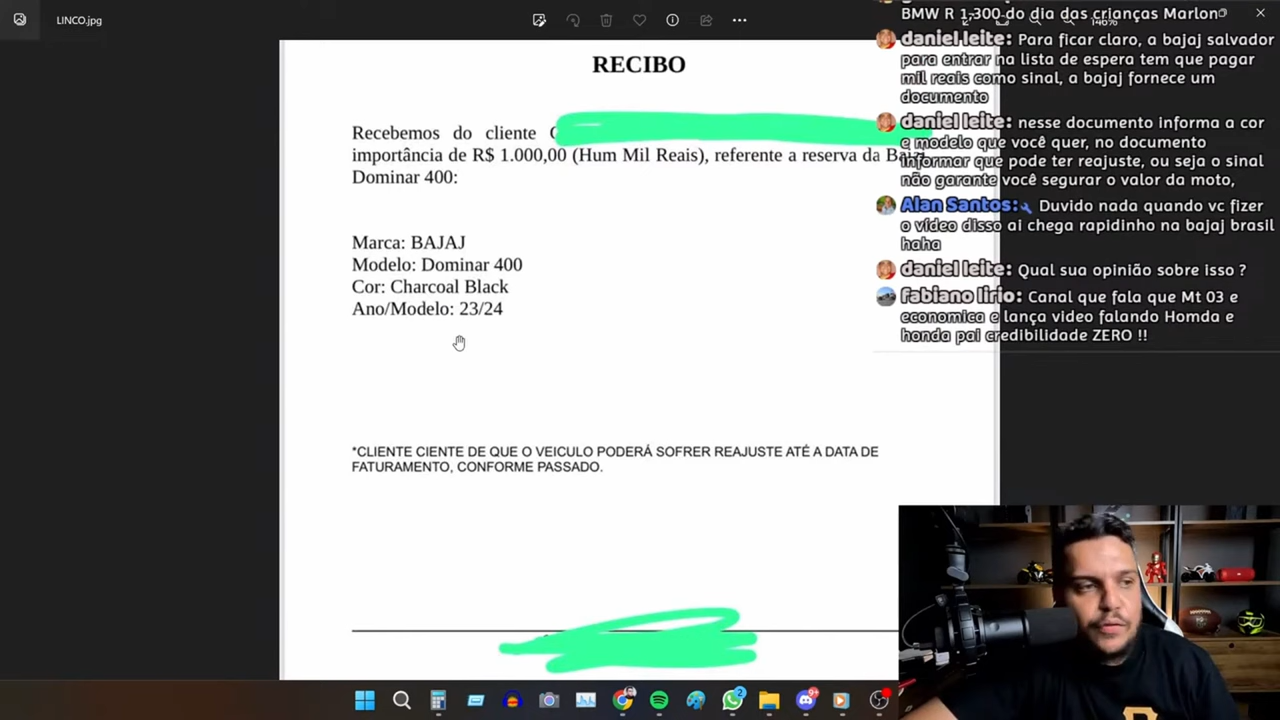 LINCO.jpg
146%
RECIBO
Recebemos do cliente
importância de R$ 1.000,00 (Hum Mil Reais), referente a reserva da Bajaj
Dominar 400:
Marca: BAJAJ
Modelo: Dominar 400
Cor: Charcoal Black
Ano/Modelo: 23/24
*CLIENTE CIENTE DE QUE O VEICULO PODERÁ SOFRER REAJUSTE ATÉ A DATA DE
FATURAMENTO, CONFORME PASSADO.
BMW R 1.300 do dia das crianças Marlon
daniel leite: Para ficar claro, a bajaj salvador
para entrar na lista de espera tem que pagar
mil reais como sinal, a bajaj fornece um
documento
daniel leite: nesse documento informa a cor
e modelo que você quer, no documento
informar que pode ter reajuste, ou seja o sinal
não garante você segurar o valor da moto,
Alan Santos: Duvido nada quando vc fizer
o vídeo disso ai chega rapidinho na bajaj brasil
haha
daniel leite: Qual sua opinião sobre isso ?
fabiano lirio: Canal que fala que Mt 03 e
economica e lança video falando Homda e
honda pai credibilidade ZERO !!
2
9+